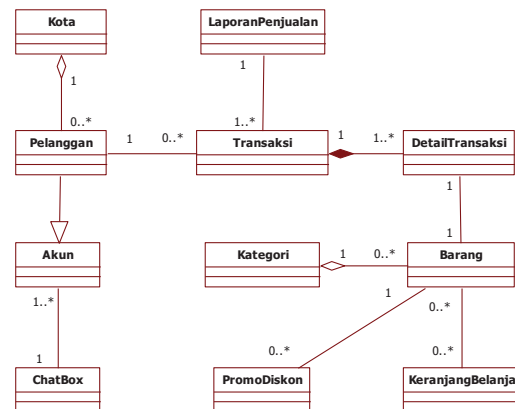 Kota
LaporanPenjualan
1
1
0..*
1..*
Pelanggan
1
0..*
Transaksi
1
1..*
DetailTransaksi
1
1
Akun
Kategori
1
0..*
Barang
1..*
1
0..*
1
0..*
0..*
ChatBox
PromoDiskon
KeranjangBelanja